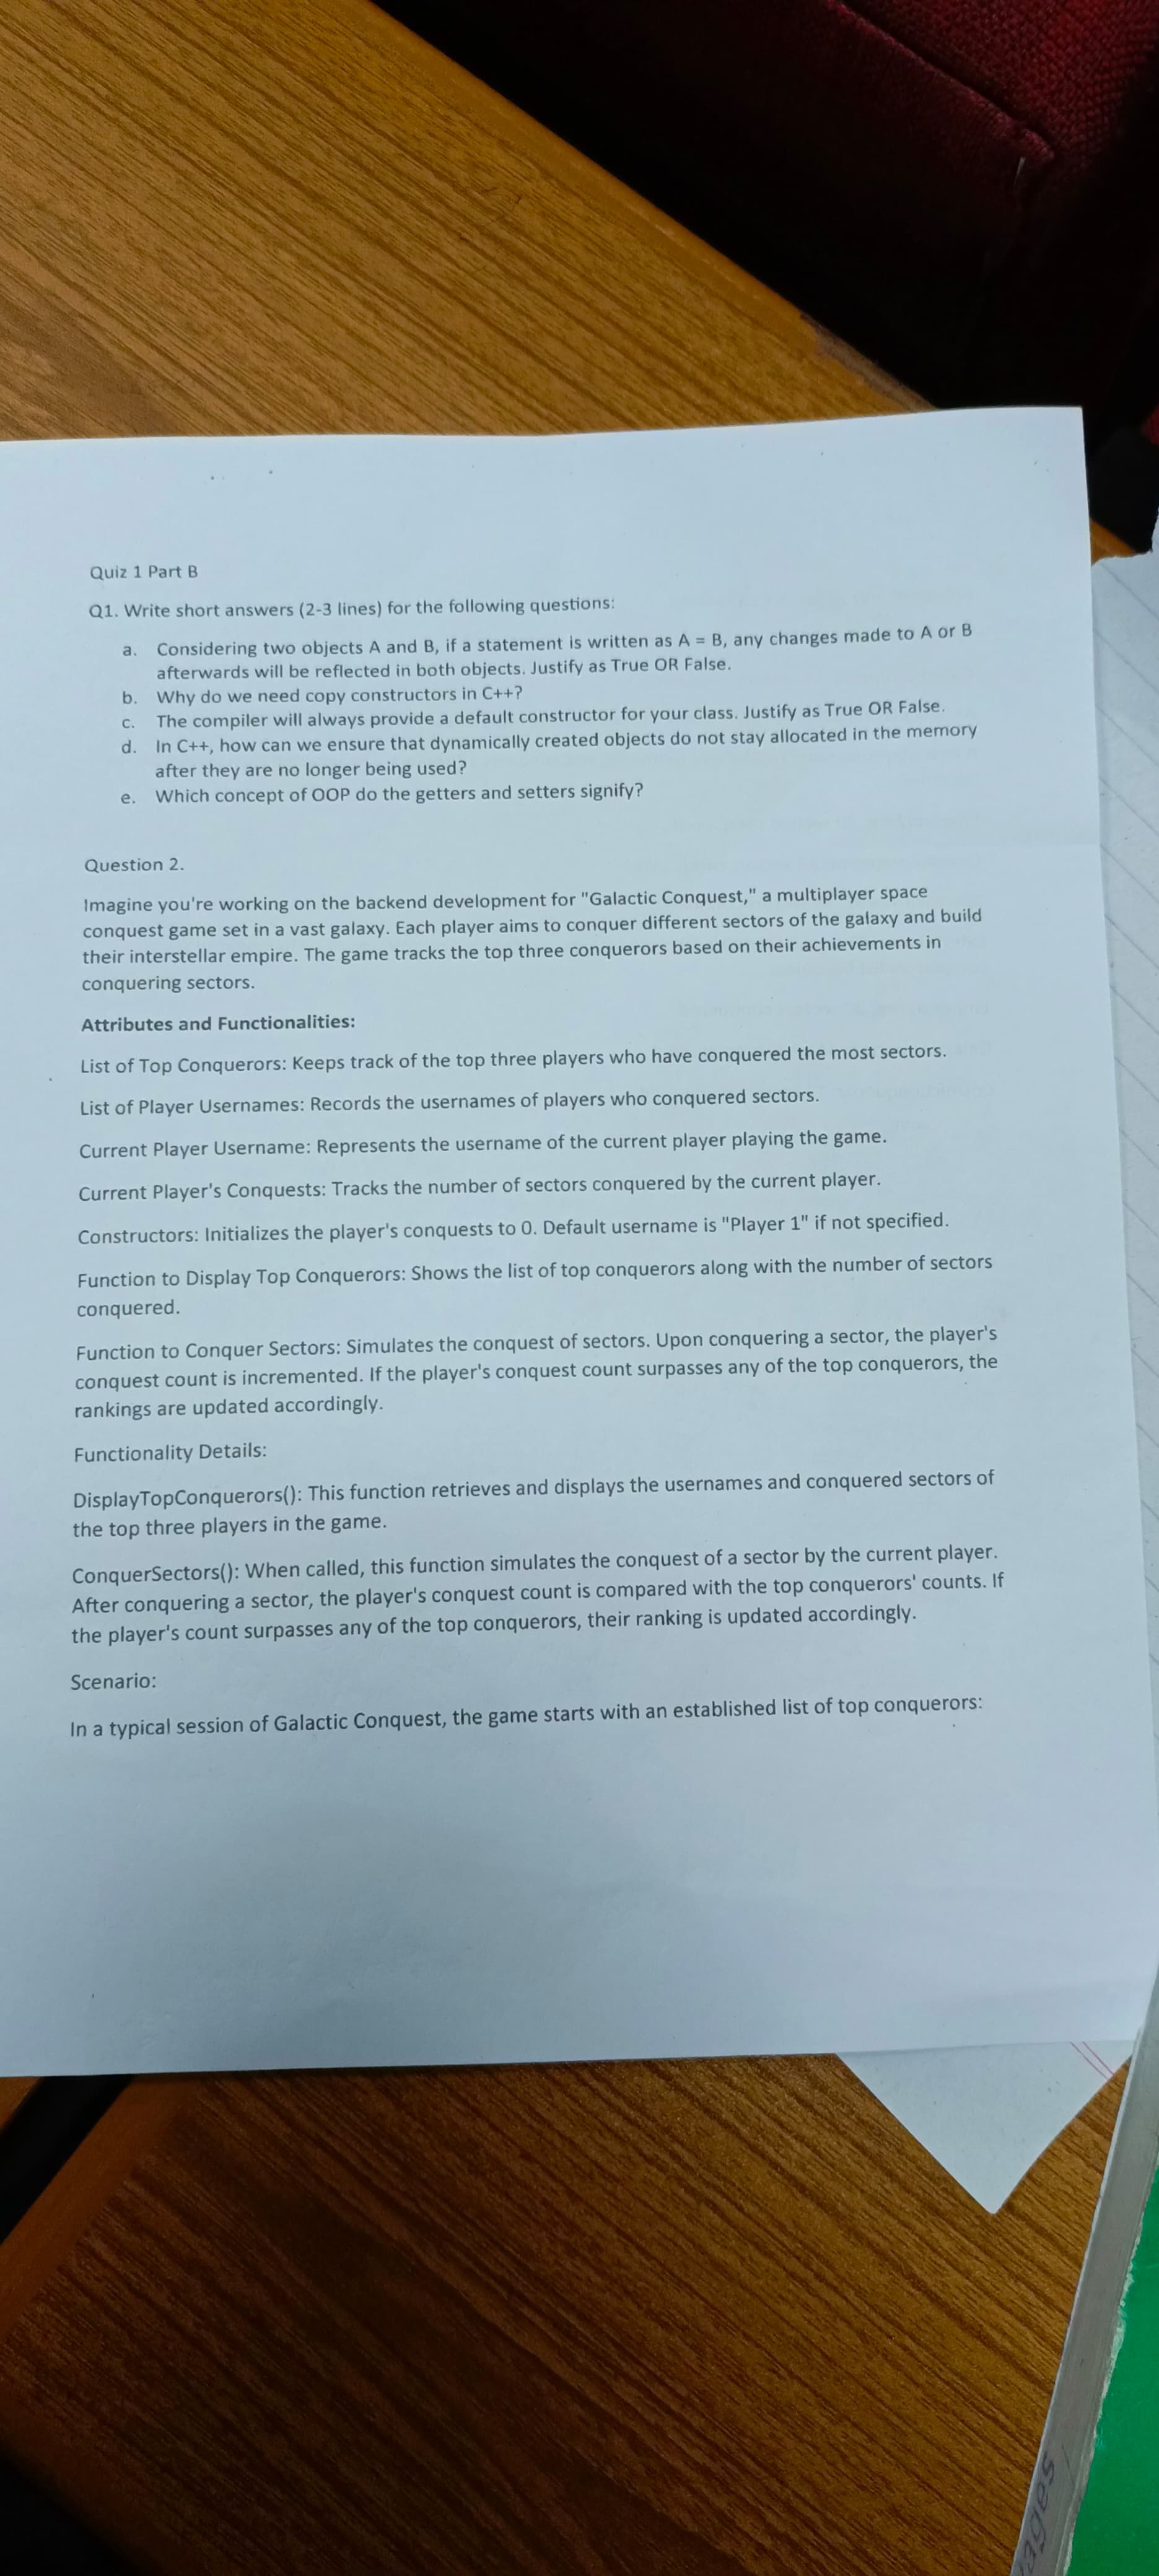 Quiz 1 Part B
Q1. Write short answers (2-3 lines) for the following questions:
a. Considering two objects A and B, if a statement is written as A = B, any changes made to A or B
afterwards will be reflected in both objects. Justify as True OR False.
b. Why do we need copy constructors in C++?
c. The compiler will always provide a default constructor for your class. Justify as True OR False.
d. In C++, how can we ensure that dynamically created objects do not stay allocated in the memory
after they are no longer being used?
e. Which concept of OOP do the getters and setters signify?
Question 2.
Imagine you're working on the backend development for "Galactic Conquest," a multiplayer space
conquest game set in a vast galaxy. Each player aims to conquer different sectors of the galaxy and build
their interstellar empire. The game tracks the top three conquerors based on their achievements in
conquering sectors.
Attributes and Functionalities:
List of Top Conquerors: Keeps track of the top three players who have conquered the most sectors.
List of Player Usernames: Records the usernames of players who conquered sectors.
Current Player Username: Represents the username of the current player playing the game.
Current Player's Conquests: Tracks the number of sectors conquered by the current player.
Constructors: Initializes the player's conquests to 0. Default username is "Player 1" if not specified.
Function to Display Top Conquerors: Shows the list of top conquerors along with the number of sectors
conquered.
Function to Conquer Sectors: Simulates the conquest of sectors. Upon conquering a sector, the player's
conquest count is incremented. If the player's conquest count surpasses any of the top conquerors, the
rankings are updated accordingly.
Functionality Details:
DisplayTopConquerors(): This function retrieves and displays the usernames and conquered sectors of
the top three players in the game.
ConquerSectors(): When called, this function simulates the conquest of a sector by the current player.
After conquering a sector, the player's conquest count is compared with the top conquerors' counts. If
the player's count surpasses any of the top conquerors, their ranking is updated accordingly.
Scenario:
In a typical session of Galactic Conquest, the game starts with an established list of top conquerors: